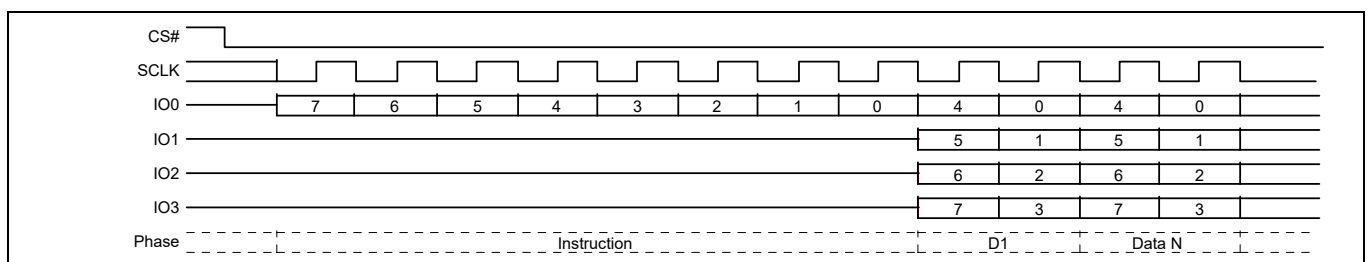 CS#
SCLK
IO0 7 6 5 4 3 2 1 0 4 0 4 0
IO1 5 1 5 1
IO2 6 2 6 2
IO3 7 3 7 3
Phase Instruction D1 Data N